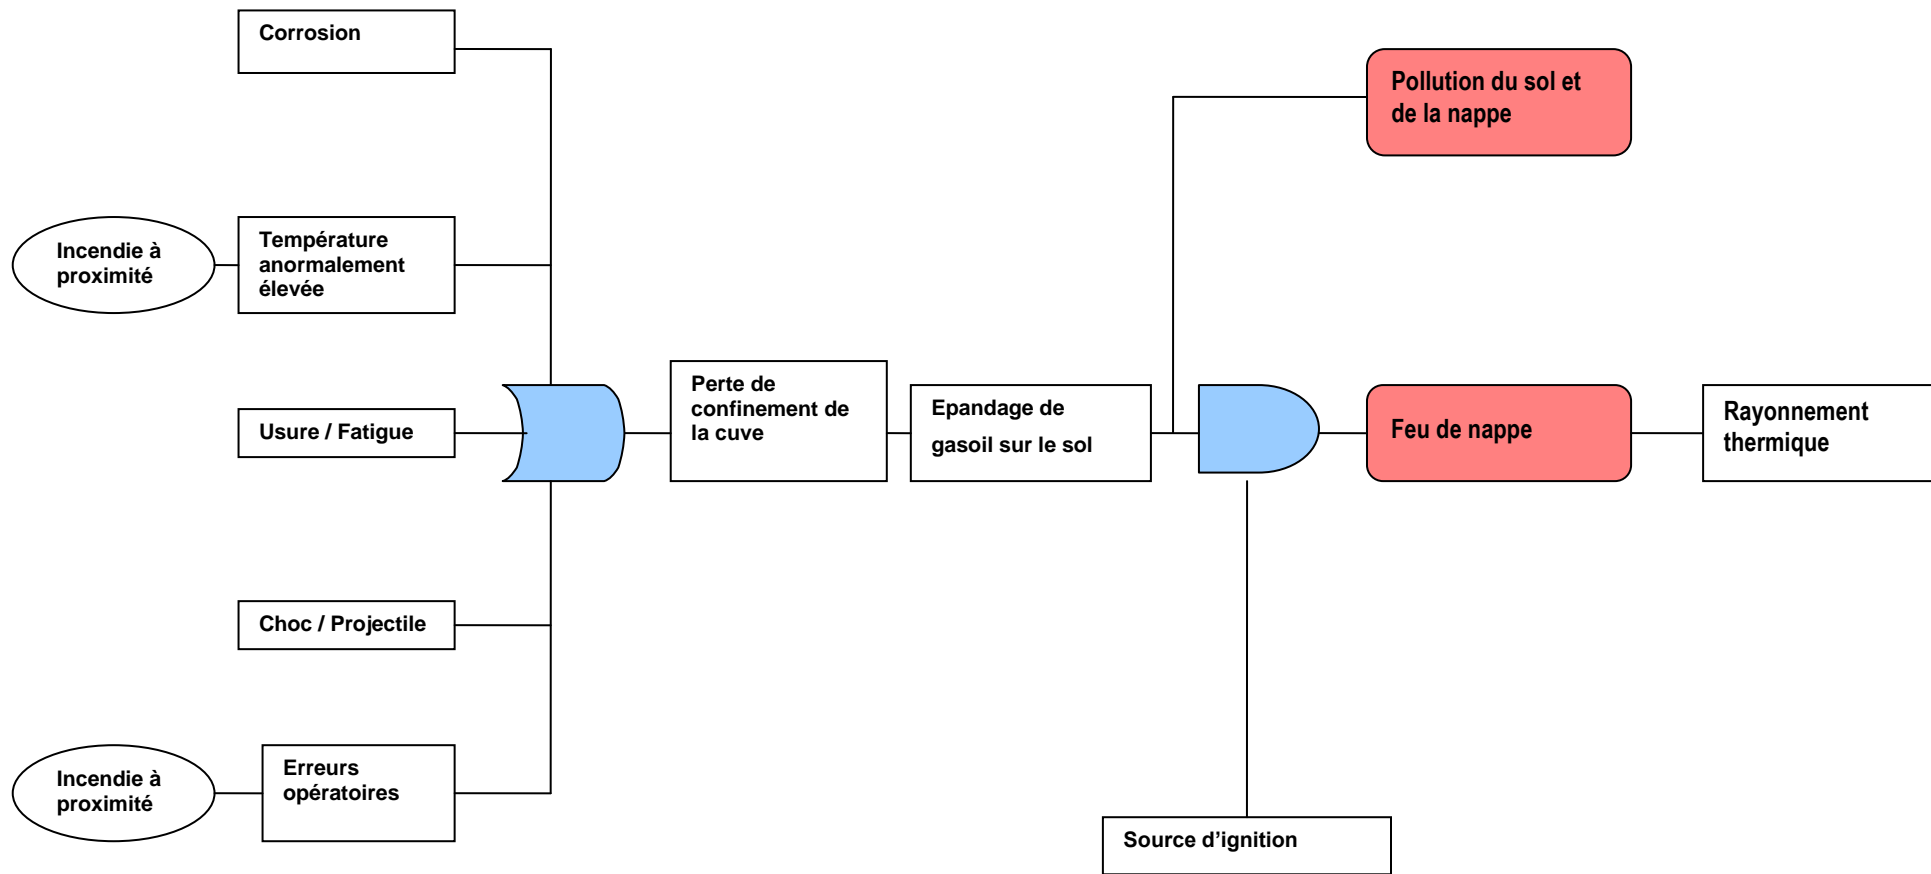 Corrosion
Pollution du sol et
de la nappe
Incendie à
proximité
Température
anormalement
élevée
Usure / Fatigue
Perte de
confinement de
la cuve
Epandage de
gasoil sur le sol
Feu de nappe
Rayonnement
thermique
Choc / Projectile
Incendie à
proximité
Erreurs
opératoires
Source d’ignition